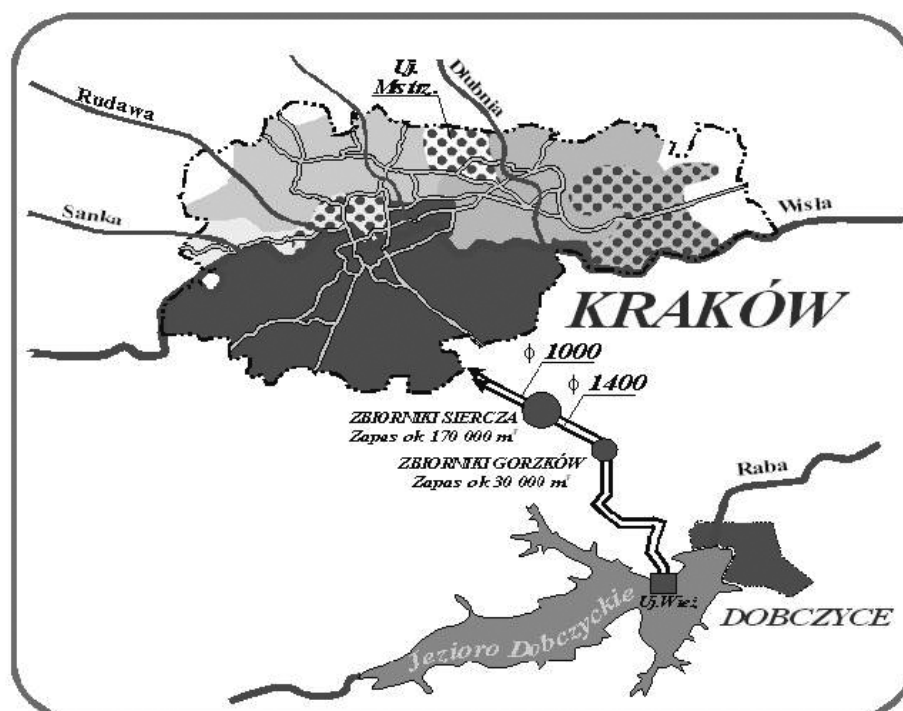 Uj.
Mistrz.
Dłubnia
Rudawa
Sanka
Wisła
KRAKÓW
ϕ 1000
ϕ 1400
ZBIORNIKI SIERCZA
Zapas ok 170 000 m³
ZBIORNIKI GORZKÓW
Zapas ok 30 000 m³
Raba
Uj.Wież
DOBCZYCE
Jezioro Dobczyckie